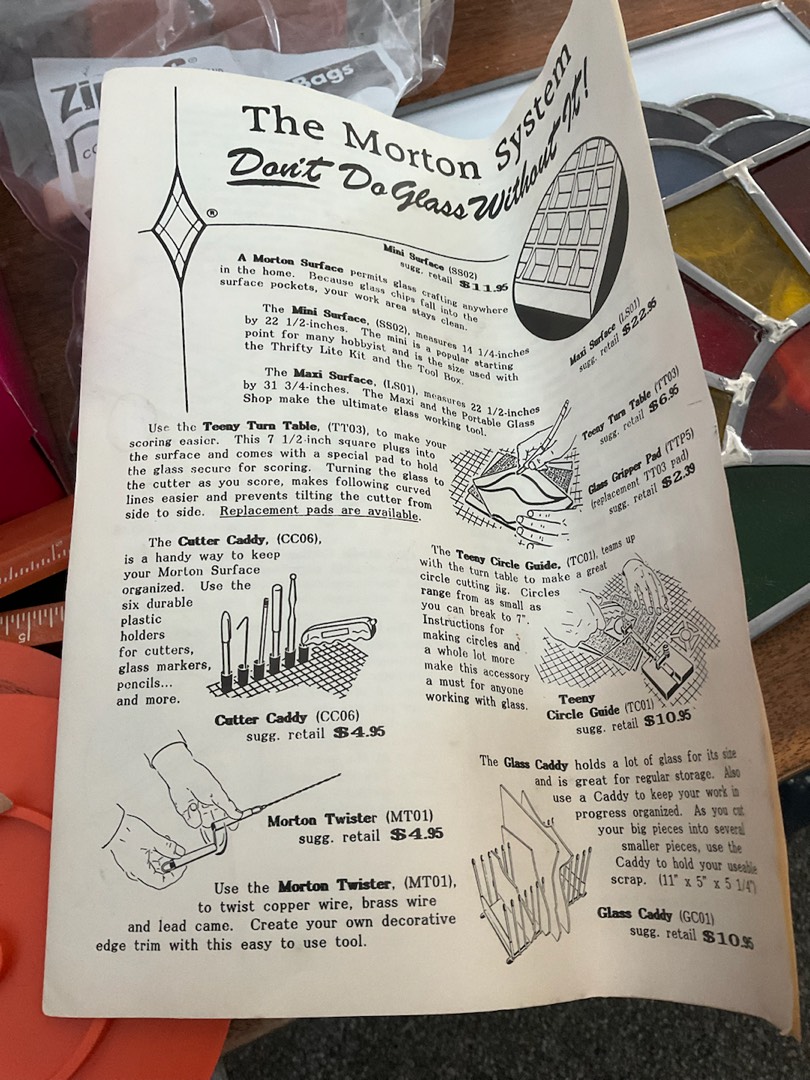 Bags
The Morton System
Don't Do Glass Without It!
®
Mini Surface (SS02)
sugg. retail $11.95
A Morton Surface permits glass crafting anywhere
in the home. Because glass chips fall into the
surface pockets, your work area stays clean.
The Mini Surface, (SS02), measures 14 1/4-inches
by 22 1/2-inches. The mini is a popular starting
point for many hobbyist and is the size used with
the Thrifty Lite Kit and the Tool Box.
Maxi Surface (LS01)
sugg. retail $22.95
The Maxi Surface, (LS01), measures 22 1/2-inches
by 31 3/4-inches. The Maxi and the Portable Glass
Shop make the ultimate glass working tool.
Use the Teeny Turn Table, (TT03), to make your
scoring easier. This 7 1/2-inch square plugs into
the surface and comes with a special pad to hold
the glass secure for scoring. Turning the glass to
the cutter as you score, makes following curved
lines easier and prevents tilting the cutter from
side to side. Replacement pads are available.
Teeny Turn Table (TT03)
sugg. retail $6.95
Glass Gripper Pad (TTP5)
(replacement TT03 pad)
sugg. retail $2.39
The Cutter Caddy, (CC06),
is a handy way to keep
your Morton Surface
organized. Use the
six durable
plastic
holders
for cutters,
glass markers,
pencils...
and more.
Cutter Caddy (CC06)
sugg. retail $4.95
The Teeny Circle Guide, (TC01), teams up
with the turn table to make a great
circle cutting jig. Circles
range from as small as
you can break to 7".
Instructions for
making circles and
a whole lot more
make this accessory
a must for anyone
working with glass.
Teeny
Circle Guide (TC01)
sugg. retail $10.95
Morton Twister (MT01)
sugg. retail $4.95
Use the Morton Twister, (MT01),
to twist copper wire, brass wire
and lead came. Create your own decorative
edge trim with this easy to use tool.
The Glass Caddy holds a lot of glass for its size
and is great for regular storage. Also
use a Caddy to keep your work in
progress organized. As you cut
your big pieces into several
smaller pieces, use the
Caddy to hold your useable
scrap. (11" x 5" x 5 1/4")
Glass Caddy (GC01)
sugg. retail $10.95
5